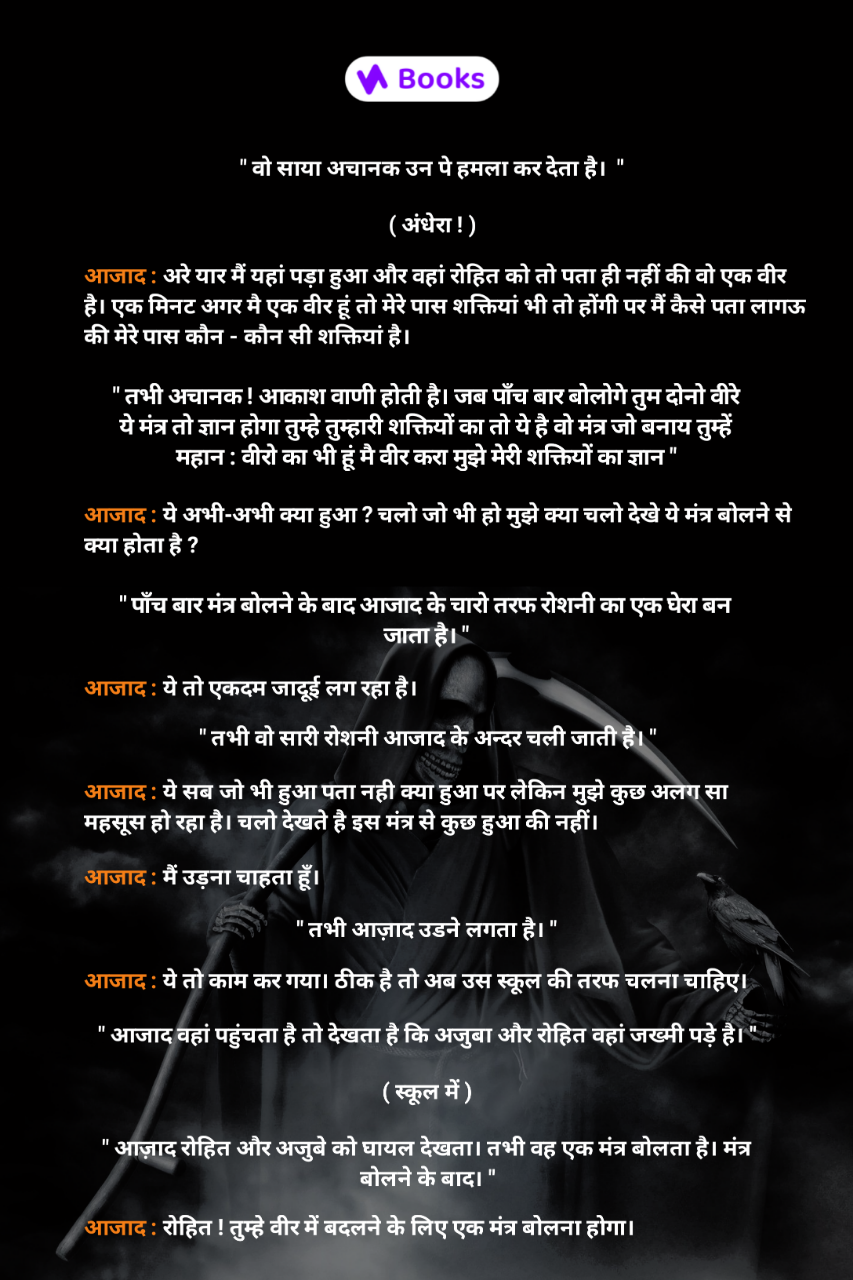 Books
" वो साया अचानक उन पे हमला कर देता है। "
( अंधेरा ! )
आजाद : अरे यार मैं यहां पड़ा हुआ और वहां रोहित को तो पता ही नहीं की वो एक वीर
है। एक मिनट अगर मै एक वीर हूं तो मेरे पास शक्तियां भी तो होंगी पर मैं कैसे पता लागऊ
की मेरे पास कौन - कौन सी शक्तियां है।
" तभी अचानक ! आकाश वाणी होती है। जब पाँच बार बोलोगे तुम दोनो वीरे
ये मंत्र तो ज्ञान होगा तुम्हे तुम्हारी शक्तियों का तो ये है वो मंत्र जो बनाय तुम्हें
महान : वीरो का भी हूं मै वीर करा मुझे मेरी शक्तियों का ज्ञान "
आजाद : ये अभी-अभी क्या हुआ ? चलो जो भी हो मुझे क्या चलो देखे ये मंत्र बोलने से
क्या होता है ?
" पाँच बार मंत्र बोलने के बाद आजाद के चारो तरफ रोशनी का एक घेरा बन
जाता है। "
आजाद : ये तो एकदम जादूई लग रहा है।
" तभी वो सारी रोशनी आजाद के अन्दर चली जाती है। "
आजाद : ये सब जो भी हुआ पता नही क्या हुआ पर लेकिन मुझे कुछ अलग सा
महसूस हो रहा है। चलो देखते है इस मंत्र से कुछ हुआ की नहीं।
आजाद : मैं उड़ना चाहता हूँ।
" तभी आज़ाद उडने लगता है। "
आजाद : ये तो काम कर गया। ठीक है तो अब उस स्कूल की तरफ चलना चाहिए।
" आजाद वहां पहुंचता है तो देखता है कि अजुबा और रोहित वहां जख्मी पड़े है। "
( स्कूल में )
" आज़ाद रोहित और अजुबे को घायल देखता। तभी वह एक मंत्र बोलता है। मंत्र
बोलने के बाद। "
आजाद : रोहित ! तुम्हे वीर में बदलने के लिए एक मंत्र बोलना होगा।